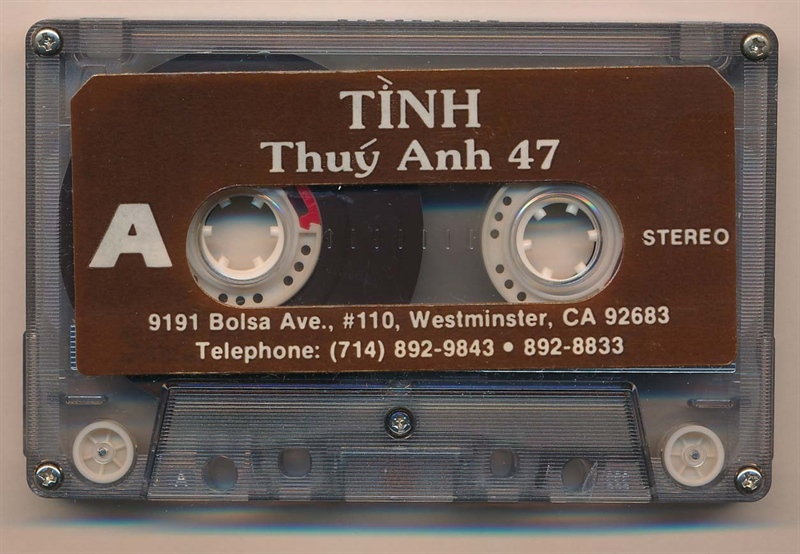 TÌNH
Thuý Anh 47
A
STEREO
9191 Bolsa Ave., #110, Westminster, CA 92683
Telephone: (714) 892-9843 • 892-8833
A